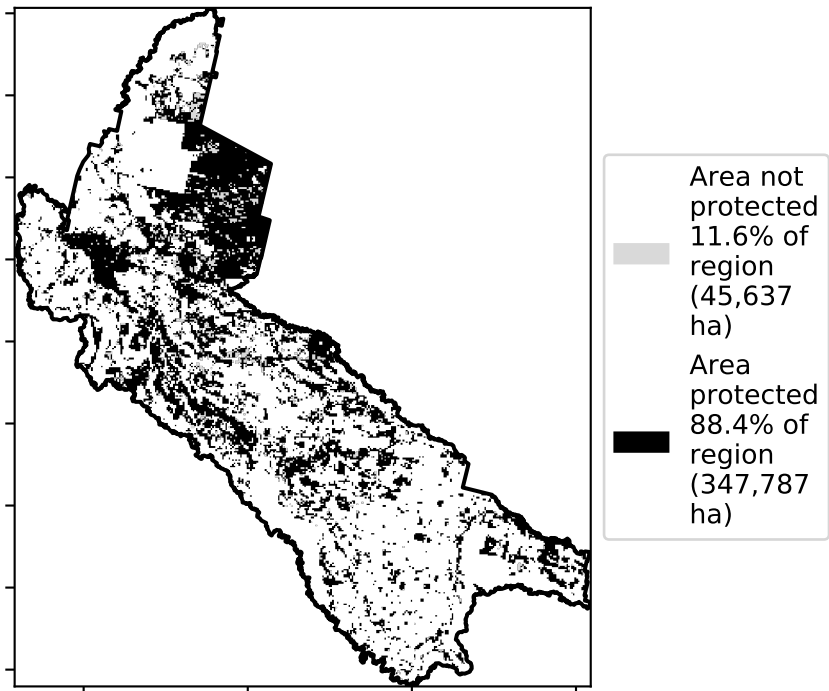 Area not
protected
11.6% of
region
(45,637
ha)
Area
protected
88.4% of
region
(347,787
ha)